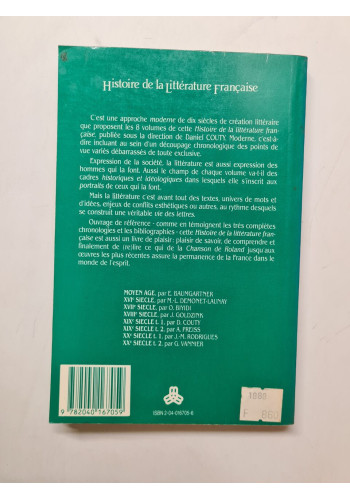 Histoire de la Littérature Française
C'est une approche moderne de dix siècles de création littéraire
que proposent les 8 volumes de cette Histoire de la littérature fran-
çaise, publiée sous la direction de Daniel COUTY. Moderne, c'est-à-
dire incluant au sein d'un découpage chronologique des points de
vue variés débarrassés de toute exclusive.
Expression de la société, la littérature est aussi expression des
hommes qui la font. Aussi le champ de chaque volume va-t-il des
cadres historiques et idéologiques dans lesquels elle s'inscrit aux
portraits de ceux qui la font.
Mais la littérature c'est avant tout des textes, univers de mots et
d'idées, enjeux de conflits esthétiques ou autres, au rythme desquels
se construit une véritable vie des lettres.
Ouvrage de référence - comme en témoignent les très complètes
chronologies et les bibliographies - cette Histoire de la littérature fran-
çaise est aussi un livre de plaisir : plaisir de savoir, de comprendre et
finalement de (re)lire ce qui de la Chanson de Roland jusqu'aux
œuvres les plus récentes assure la permanence de la France dans le
monde de l'esprit.
MOYEN AGE, par E. BAUMGARTNER
XVIe SIECLE, par M.-L. DEMONET-LAUNAY
XVIIe SIECLE, par O. BIYIDI
XVIIIe SIECLE, par J. GOLDZINK
XIXe SIECLE t. 1, par D. COUTY
XIXe SIECLE t. 2, par A. PREISS
XXe SIECLE t. 1, par J.-M. RODRIGUES
XXe SIECLE t. 2, par G. VANNIER
9 782040 167059
ISBN 2-04-016705-6